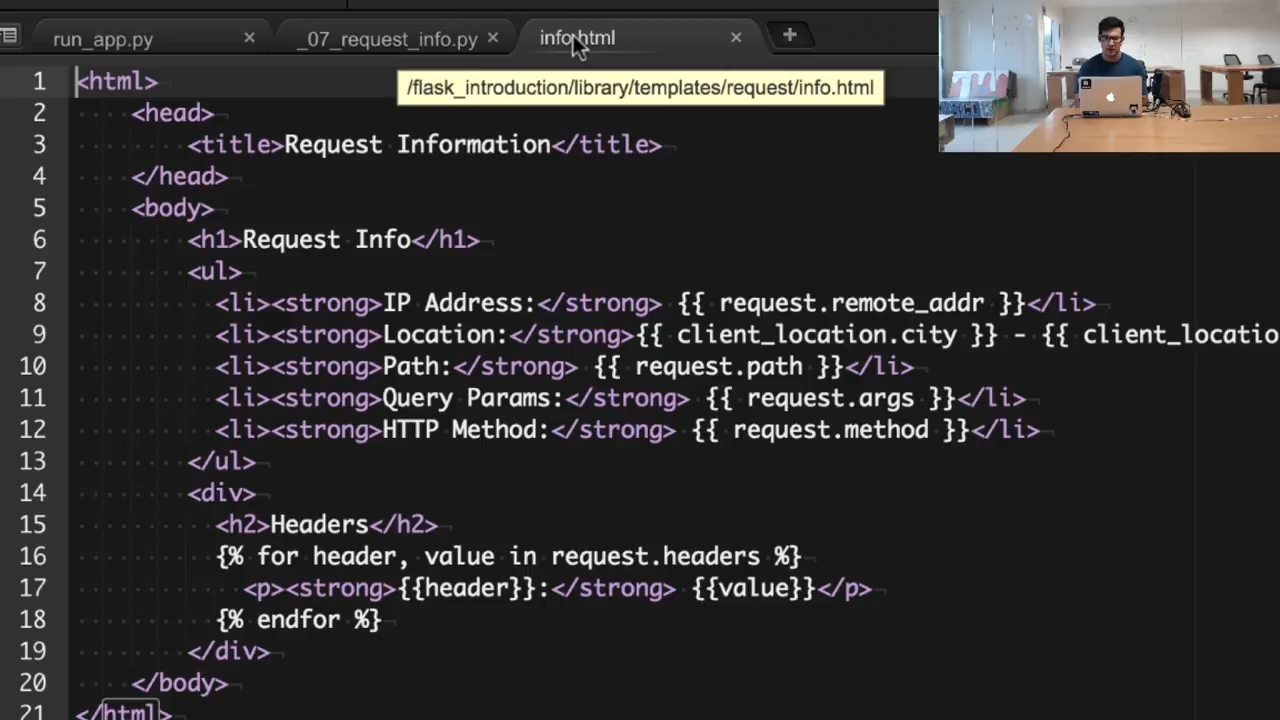 run_app.py
_07_request_info.py
info.html
/flask_introduction/library/templates/request/info.html
1 <html>
2 <head>
3 <title>Request Information</title>
4 </head>
5 <body>
6 <h1>Request Info</h1>
7 <ul>
8 <li><strong>IP Address:</strong> {{ request.remote_addr }}</li>
9 <li><strong>Location:</strong>{{ client_location.city }} - {{ client_locatio
10 <li><strong>Path:</strong> {{ request.path }}</li>
11 <li><strong>Query Params:</strong> {{ request.args }}</li>
12 <li><strong>HTTP Method:</strong> {{ request.method }}</li>
13 </ul>
14 <div>
15 <h2>Headers</h2>
16 {% for header, value in request.headers %}
17 <p><strong>{{header}}:</strong> {{value}}</p>
18 {% endfor %}
19 </div>
20 </body>
21 </html>